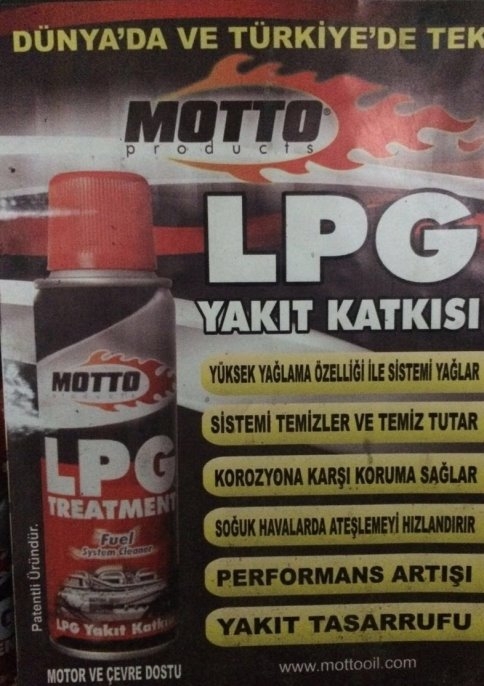 DÜNYA'DA VE TÜRKİYE'DE TEK
MOTTO®
products
LPG
YAKIT KATKISI
YÜKSEK YAĞLAMA ÖZELLİĞİ İLE SİSTEMİ YAĞLAR
SİSTEMİ TEMİZLER VE TEMİZ TUTAR
KOROZYONA KARŞI KORUMA SAĞLAR
SOĞUK HAVALARDA ATEŞLEMEYİ HIZLANDIRIR
PERFORMANS ARTIŞI
YAKIT TASARRUFU
www.mottooil.com
MOTTO
products
LPG
TREATMENT
Fuel
System Cleaner
LPG Yakıt Katkısı
Patentli Üründür.
MOTOR VE ÇEVRE DOSTU